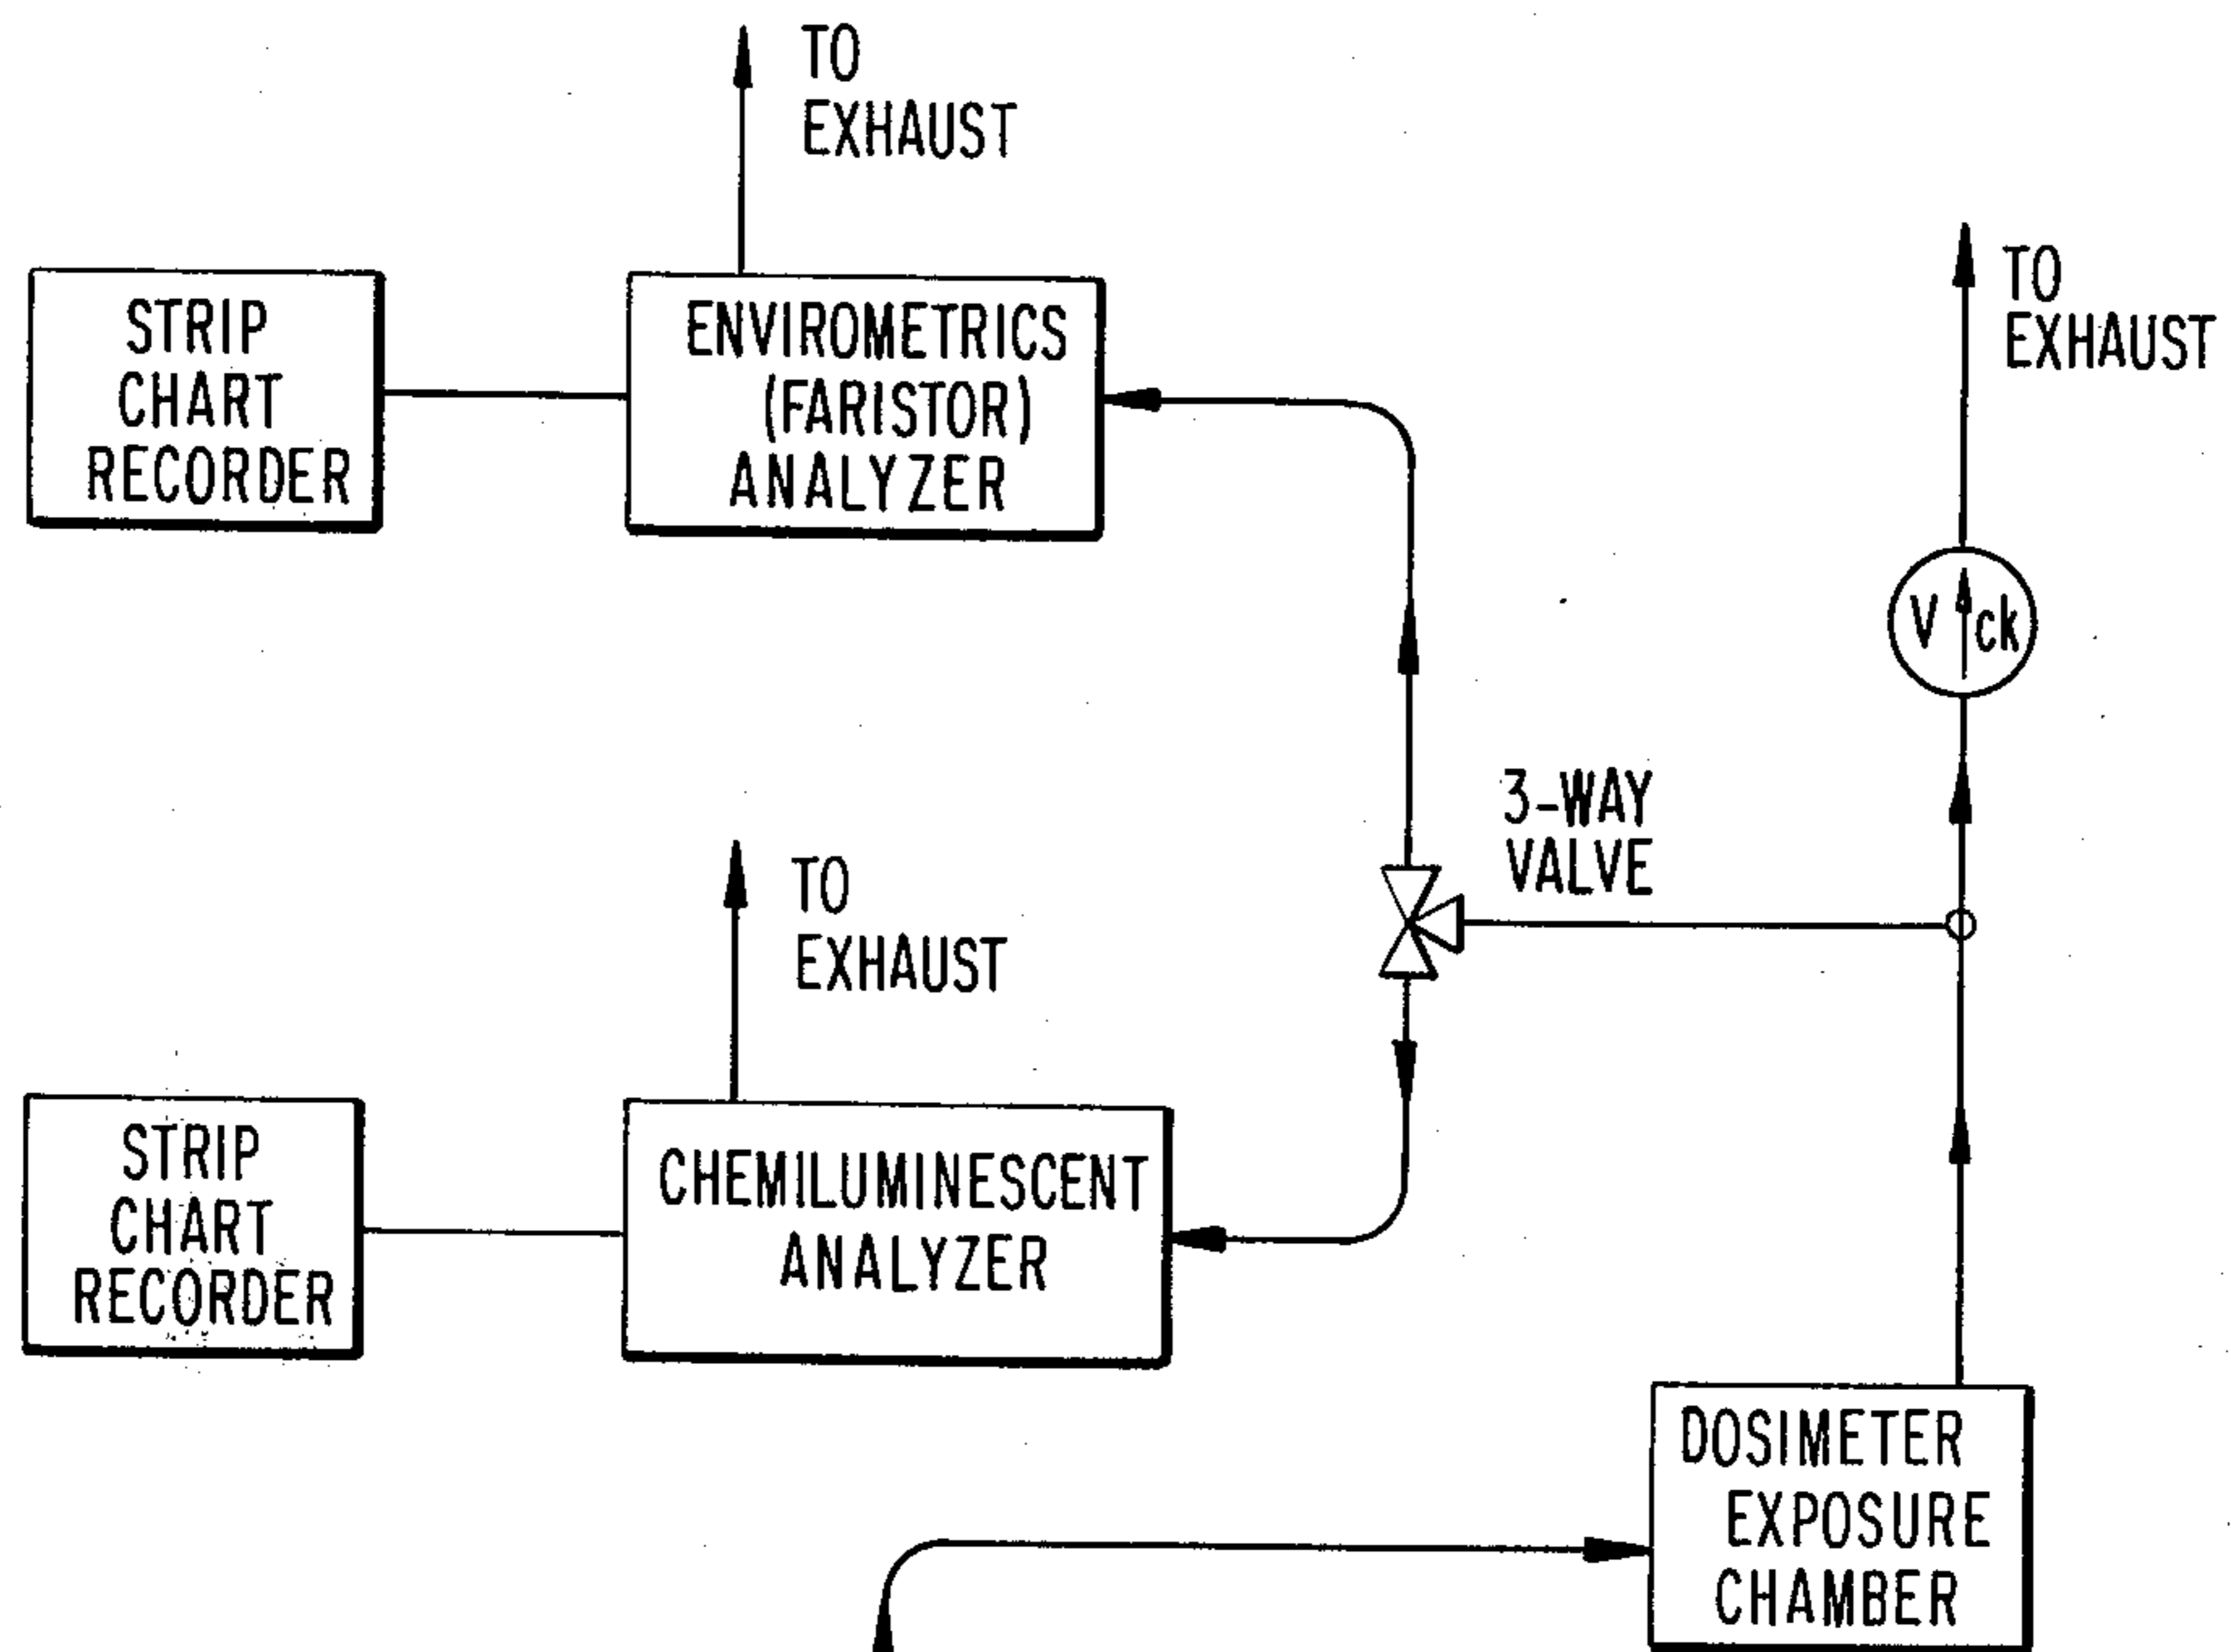 TO
EXHAUST
TO
EXHAUST
STRIP
CHART
RECORDER
ENVIROMETRICS
(FARISTOR)
ANALYZER
V ck
3-WAY
VALVE
TO
EXHAUST
STRIP
CHART
RECORDER
CHEMILUMINESCENT
ANALYZER
DOSIMETER
EXPOSURE
CHAMBER